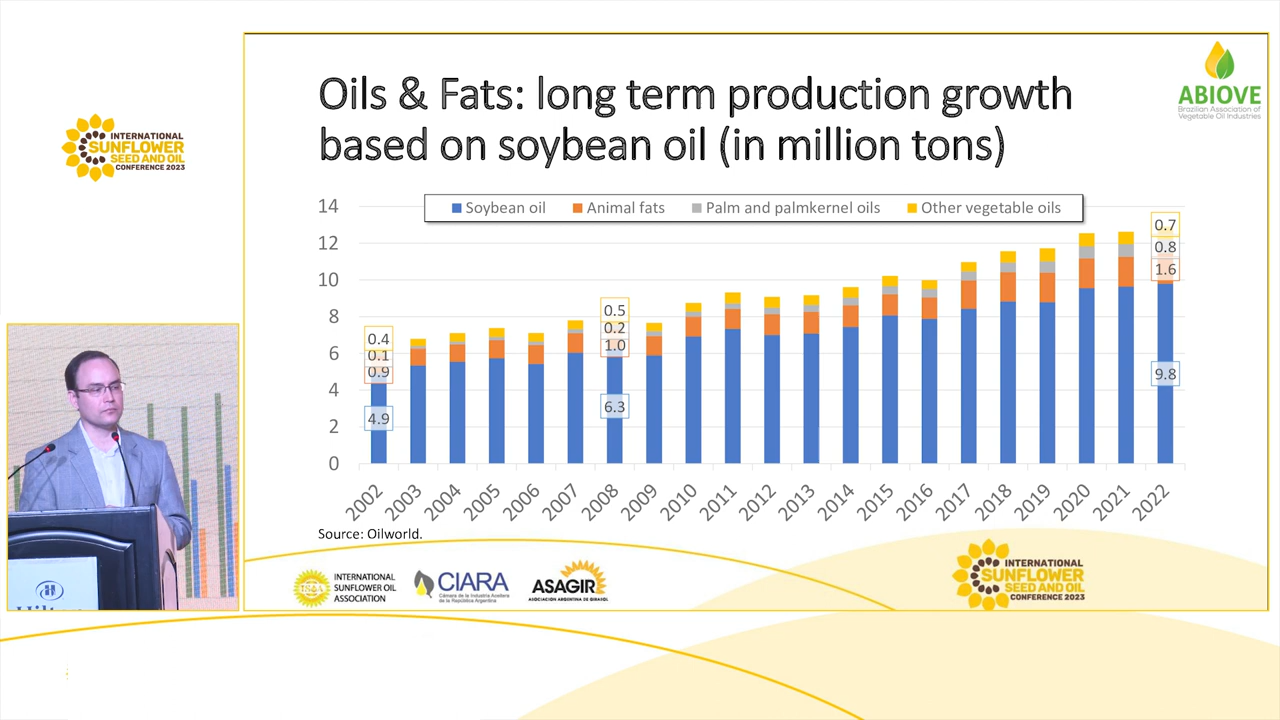 Oils & Fats: long term production growth
based on soybean oil (in million tons)
ABIOVE
Brazilian Association of
Vegetable Oil Industries
INTERNATIONAL
SUNFLOWER
SEED AND OIL
CONFERENCE 2023
Soybean oil Animal fats Palm and palmkernel oils Other vegetable oils
14
12
10
8
6
4
2
0
0.4
0.1
0.9
4.9
0.5
0.2
1.0
6.3
0.7
0.8
1.6
9.8
2002 2003 2004 2005 2006 2007 2008 2009 2010 2011 2012 2013 2014 2015 2016 2017 2018 2019 2020 2021 2022
Source: Oilworld.
INTERNATIONAL
SUNFLOWER OIL
ASSOCIATION
CIARA
Cámara de la Industria Aceitera
de la República Argentina
ASAGIR
ASOCIACIÓN ARGENTINA DE GIRASOL
INTERNATIONAL
SUNFLOWER
SEED AND OIL
CONFERENCE 2023